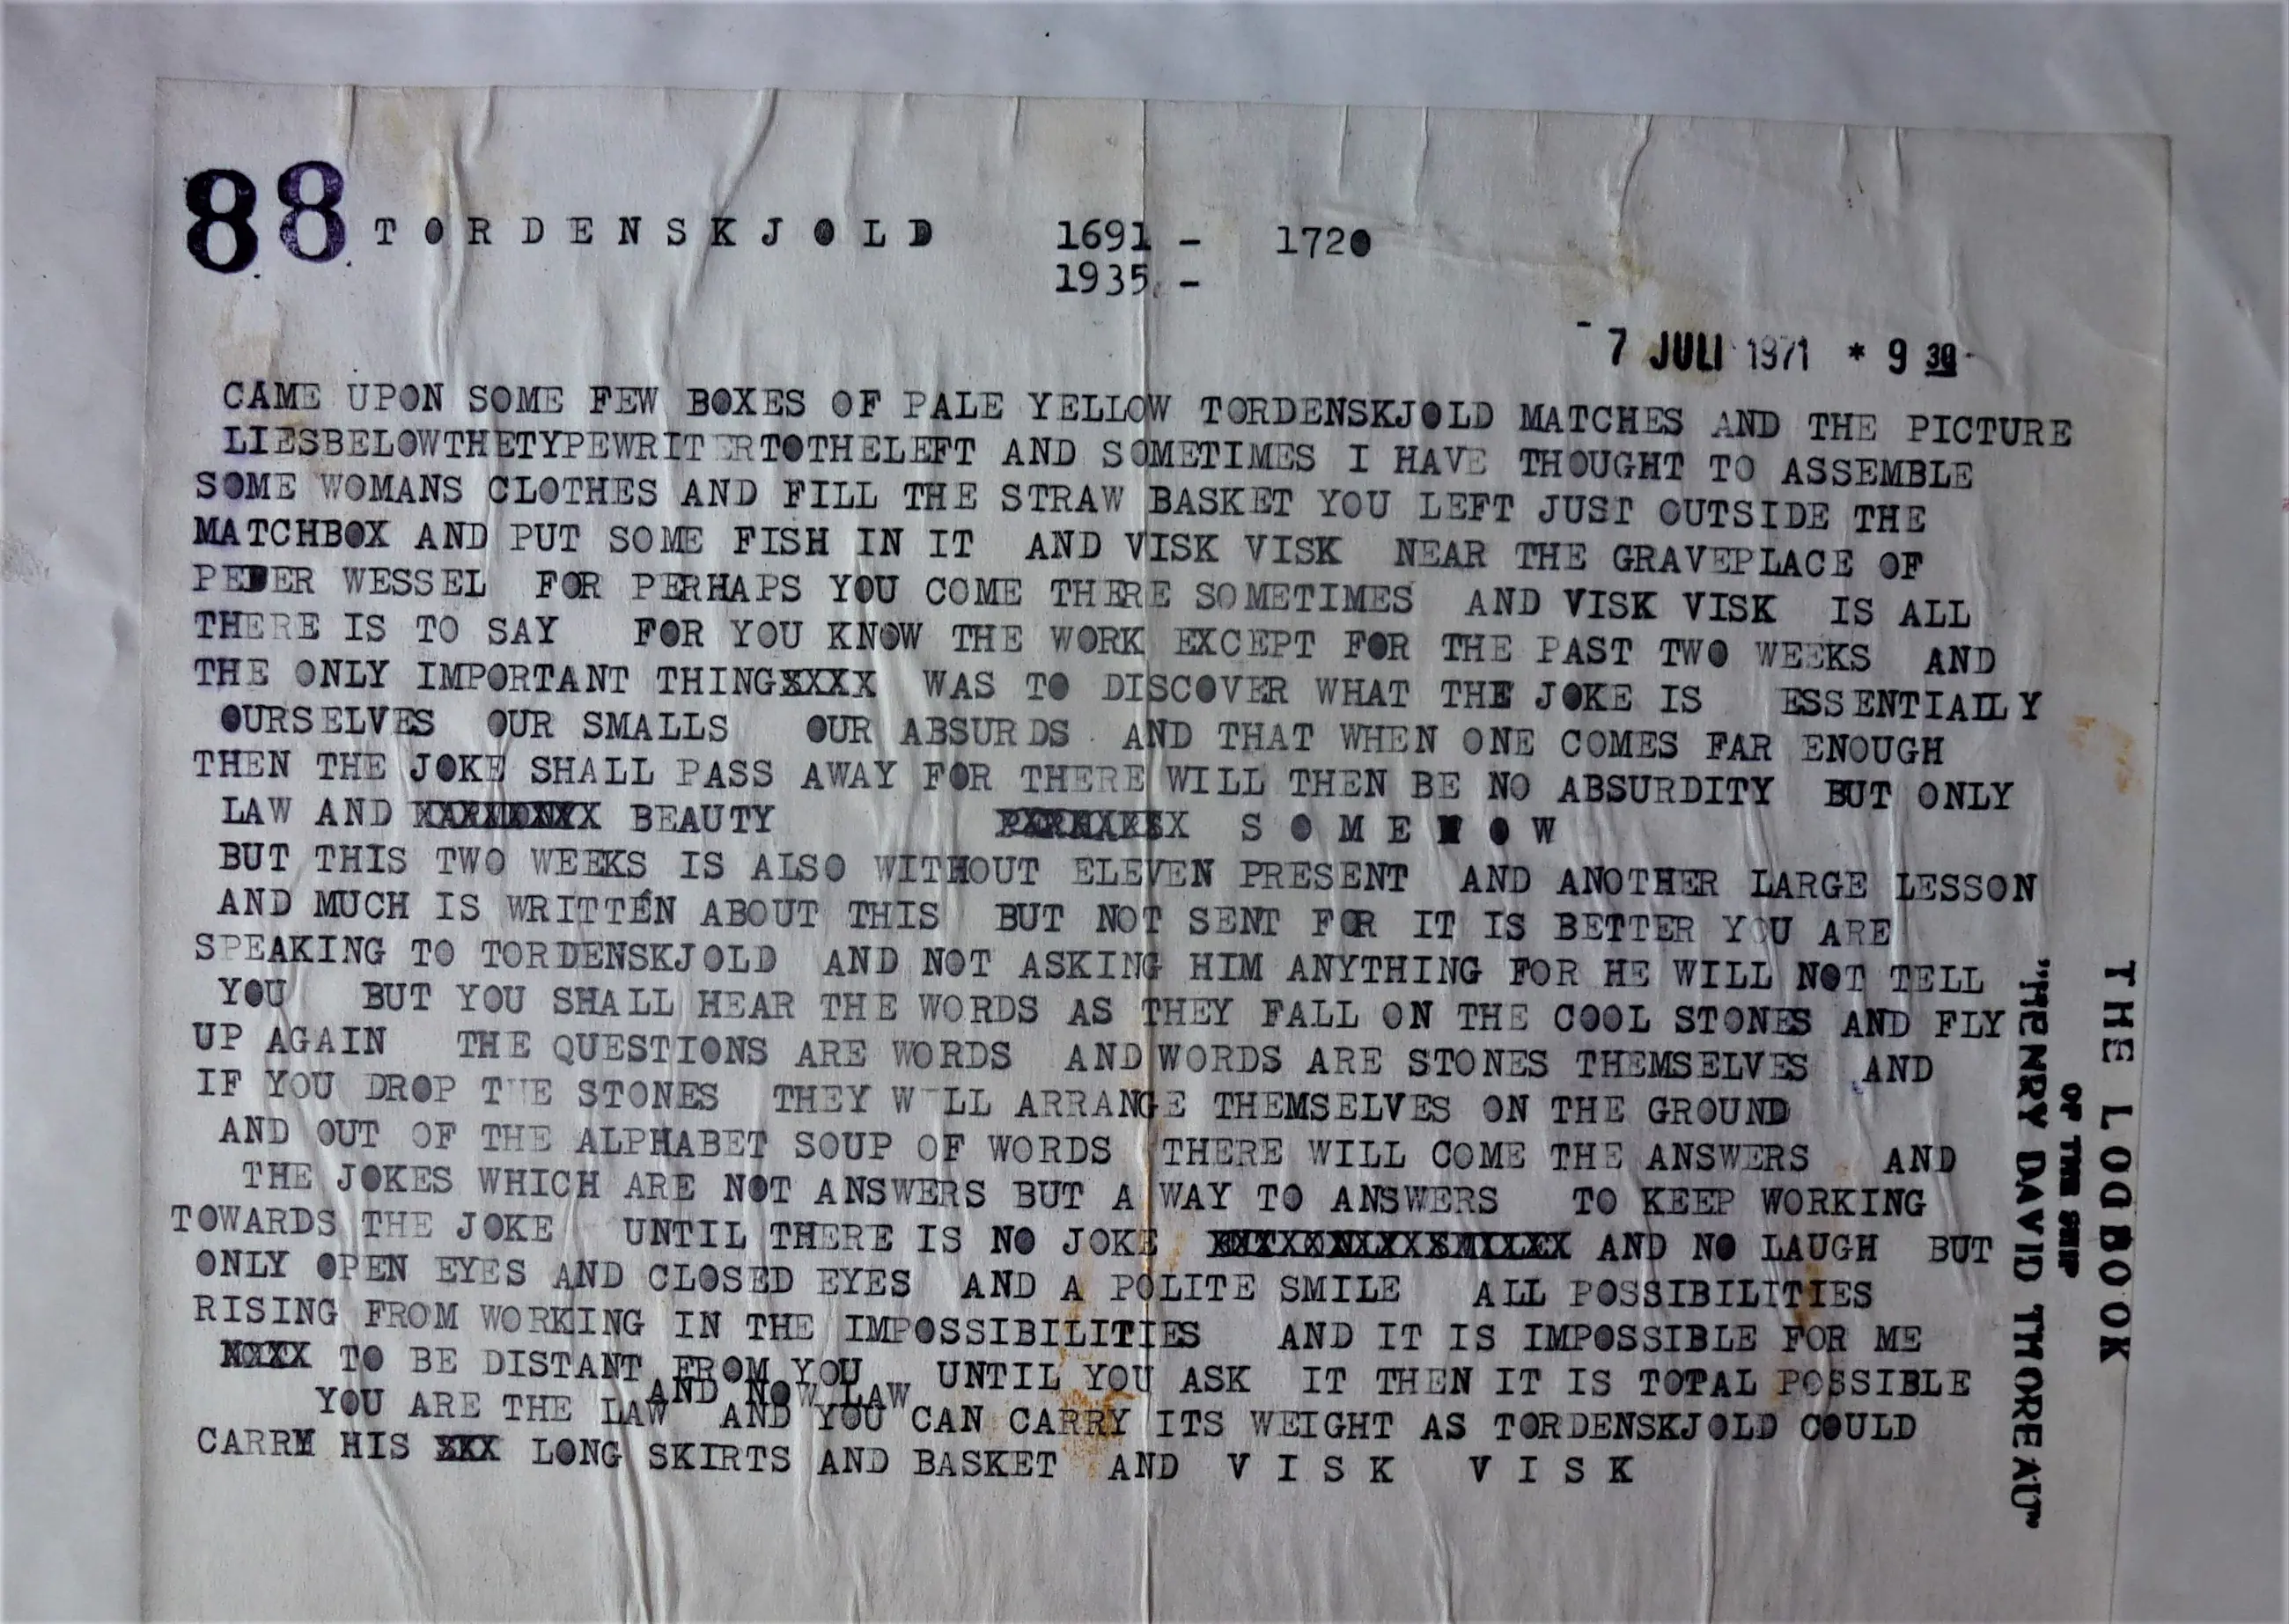 88 T O R D E N S K J O L D 1691 - 1720
1935 -
7 JULI 1971 * 9 30
CAME UPON SOME FEW BOXES OF PALE YELLOW TORDENSKJOLD MATCHES AND THE PICTURE
LIESBELOWTHETYPEWRITERTOTHELEFT AND SOMETIMES I HAVE THOUGHT TO ASSEMBLE
SOME WOMANS CLOTHES AND FILL THE STRAW BASKET YOU LEFT JUST OUTSIDE THE
MATCHBOX AND PUT SOME FISH IN IT AND VISK VISK NEAR THE GRAVEPLACE OF
PEDER WESSEL FOR PERHAPS YOU COME THERE SOMETIMES AND VISK VISK IS ALL
THERE IS TO SAY FOR YOU KNOW THE WORK EXCEPT FOR THE PAST TWO WEEKS AND
THE ONLY IMPORTANT THINGXXXX WAS TO DISCOVER WHAT THE JOKE IS ESSENTIALLY
OURSELVES OUR SMALLS OUR ABSURDS AND THAT WHEN ONE COMES FAR ENOUGH
THEN THE JOKE SHALL PASS AWAY FOR THERE WILL THEN BE NO ABSURDITY BUT ONLY
LAW AND BEAUTY S O M E H O W
BUT THIS TWO WEEKS IS ALSO WITHOUT ELEVEN PRESENT AND ANOTHER LARGE LESSON
AND MUCH IS WRITTEN ABOUT THIS BUT NOT SENT FOR IT IS BETTER YOU ARE
SPEAKING TO TORDENSKJOLD AND NOT ASKING HIM ANYTHING FOR HE WILL NOT TELL
YOU BUT YOU SHALL HEAR THE WORDS AS THEY FALL ON THE COOL STONES AND FLY
UP AGAIN THE QUESTIONS ARE WORDS AND WORDS ARE STONES THEMSELVES AND
IF YOU DROP THE STONES THEY WILL ARRANGE THEMSELVES ON THE GROUND
AND OUT OF THE ALPHABET SOUP OF WORDS THERE WILL COME THE ANSWERS AND
THE JOKES WHICH ARE NOT ANSWERS BUT A WAY TO ANSWERS TO KEEP WORKING
TOWARDS THE JOKE UNTIL THERE IS NO JOKE AND NO LAUGH BUT
ONLY OPEN EYES AND CLOSED EYES AND A POLITE SMILE ALL POSSIBILITIES
RISING FROM WORKING IN THE IMPOSSIBILITIES AND IT IS IMPOSSIBLE FOR ME
TO BE DISTANT FROM YOU UNTIL YOU ASK IT THEN IT IS TOTAL POSSIBLE
AND NOW LAW
YOU ARE THE LAW AND YOU CAN CARRY ITS WEIGHT AS TORDENSKJOLD COULD
CARRY HIS XXX LONG SKIRTS AND BASKET AND V I S K V I S K
THE LOGBOOK
OF THE SHIP
"HENRY DAVID THOREAU"